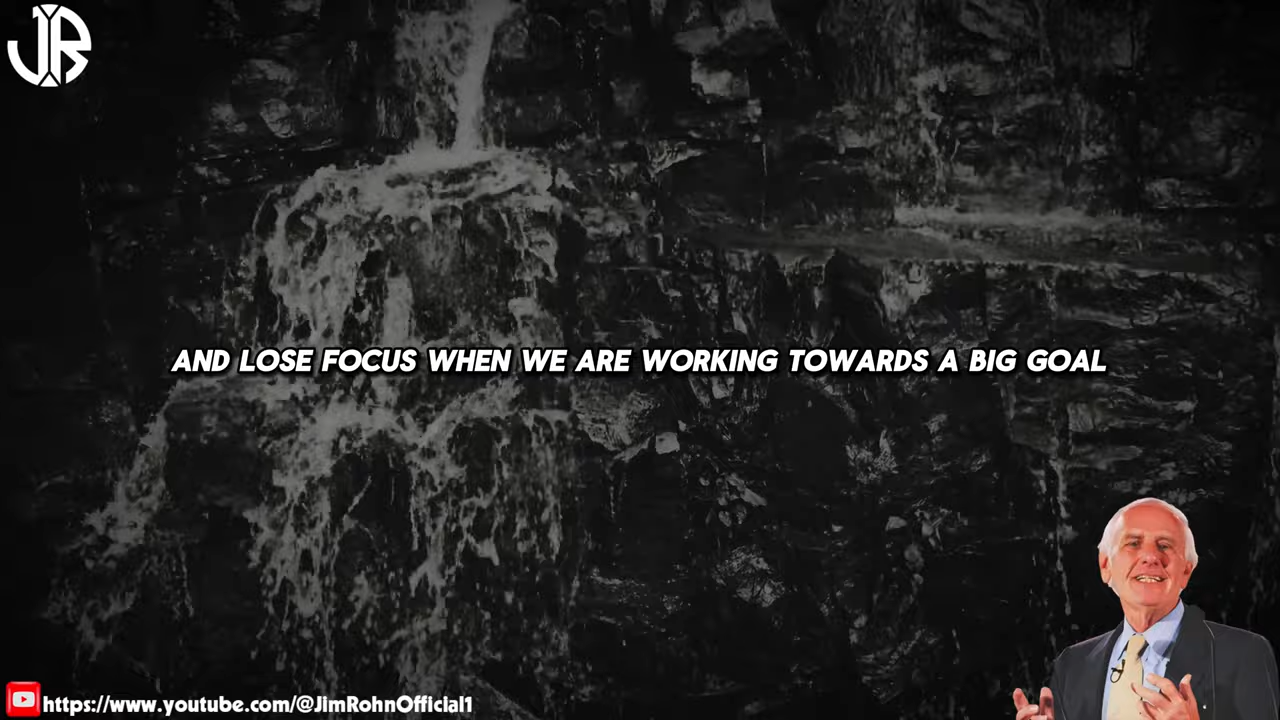 JR
AND LOSE FOCUS WHEN WE ARE WORKING TOWARDS A BIG GOAL
https://www.youtube.com/@JimRohnOfficial1